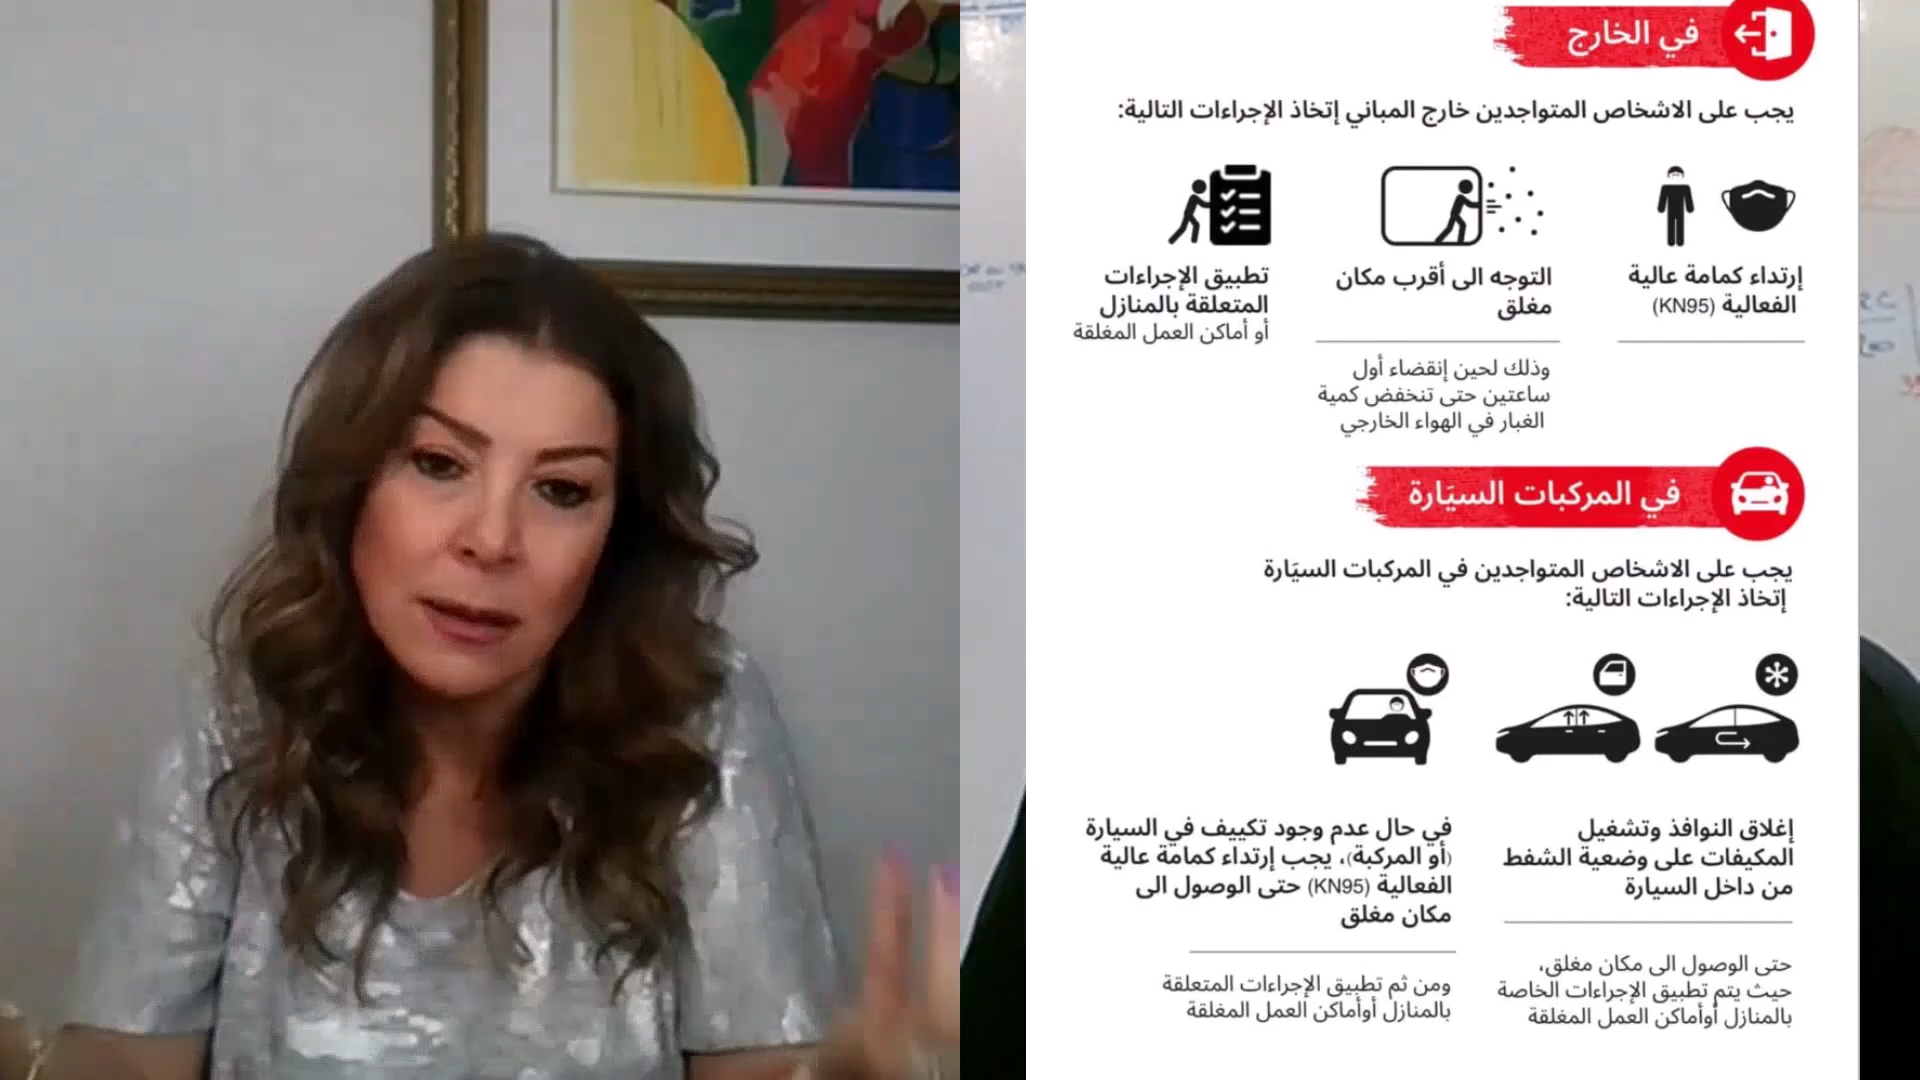 في الخارج
يجب على الاشخاص المتواجدين خارج المباني إتخاذ الإجراءات التالية:
إرتداء كمامة عالية
الفعالية (KN95)
التوجه الى أقرب مكان
مغلق
وذلك لحين إنقضاء أول
ساعتين حتى تنخفض كمية
الغبار في الهواء الخارجي
تطبيق الإجراءات
المتعلقة بالمنازل
أو أماكن العمل المغلقة
في المركبات السيَارة
يجب على الاشخاص المتواجدين في المركبات السيَارة
إتخاذ الإجراءات التالية:
إغلاق النوافذ وتشغيل
المكيفات على وضعية الشفط
من داخل السيارة
حتى الوصول الى مكان مغلق،
حيث يتم تطبيق الإجراءات الخاصة
بالمنازل أوأماكن العمل المغلقة
في حال عدم وجود تكييف في السيارة
(أو المركبة)، يجب إرتداء كمامة عالية
الفعالية (KN95) حتى الوصول الى
مكان مغلق
ومن ثم تطبيق الإجراءات المتعلقة
بالمنازل أوأماكن العمل المغلقة